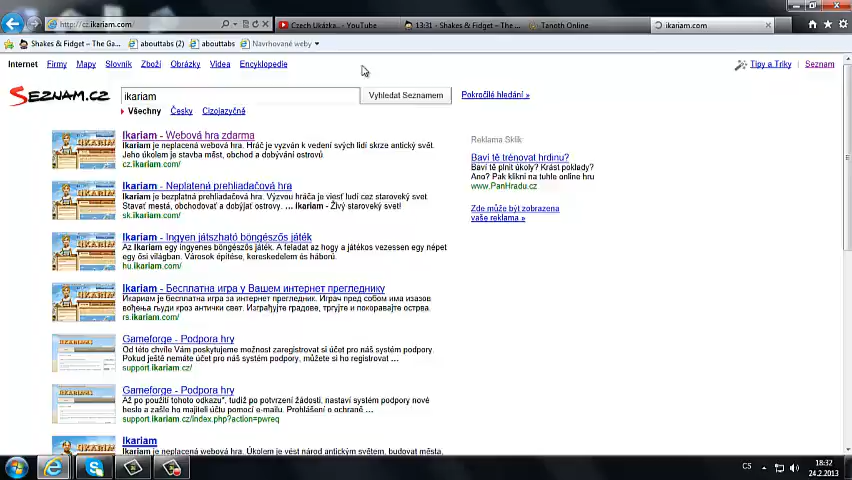 http://cz.ikariam.com/
Czech Ukázka... - YouTube
13:31 - Shakes & Fidget - The ...
Tanoth Online
ikariam.com
Shakes & Fidget — The Ga...
abouttabs (2)
abouttabs
Navrhované weby
Internet Firmy Mapy Slovník Zboží Obrázky Videa Encyklopedie
Tipy a Triky Seznam
SEZNAM.CZ
ikariam
Vyhledat Seznamem
Pokročilé hledání »
Všechny Česky Cizojazyčně
Ikariam - Webová hra zdarma
Ikariam je neplacená webová hra. Hráč je vyzván k vedení svých lidí skrze antický svět.
Jeho úkolem je stavba měst, obchod a dobývání ostrovů.
cz.ikariam.com/
Ikariam - Neplatená prehliadačová hra
Ikariam je bezplatná prehliadačová hra. Výzvou hráča je viesť ľudí cez staroveký svet.
Stavať mestá, obchodovať a dobýjať ostrovy. ... Ikariam - Živý staroveký svet!
sk.ikariam.com/
Ikariam - Ingyen játszható böngészős játék
Az Ikariam egy ingyenes böngészős játék. A feladat az hogy a játékos vezessen egy népet
egy ősi világban. Városok építése, kereskedelem és háború.
hu.ikariam.com/
Ikariam - Бесплатна игра у Вашем интернет прегледнику
Икариам је бесплатна игра за интернет прегледник. Играч пред собом има изазов
вођења људи кроз антички свет. Изграђујте градове, тргујте и покоравајте острва.
rs.ikariam.com/
Gameforge - Podpora hry
Od této chvíle Vám poskytujeme možnost zaregistrovat si účet pro náš systém podpory.
Pokud ještě nemáte účet pro náš systém podpory, můžete si ho registrovat ...
support.ikariam.cz/
Gameforge - Podpora hry
Až po použití tohoto odkazu", tudíž po potvrzení žádosti, nastaví systém podpory nové
heslo a zašle ho majiteli účtu pomocí e-mailu. Prohlášení o ochraně ...
support.ikariam.cz/index.php?action=pwreq
Ikariam
Ikariam je neplacená webová hra. Úkolem je vést národ antickým světem, budovat města,
Reklama Sklik
Baví tě trénovat hrdinu?
Baví tě plnit úkoly? Krást poklady?
Ano? Pak klikni na tuhle online hru
www.PanHradu.cz
Zde může být zobrazena
vaše reklama »
CS
18:32
24.2.2013